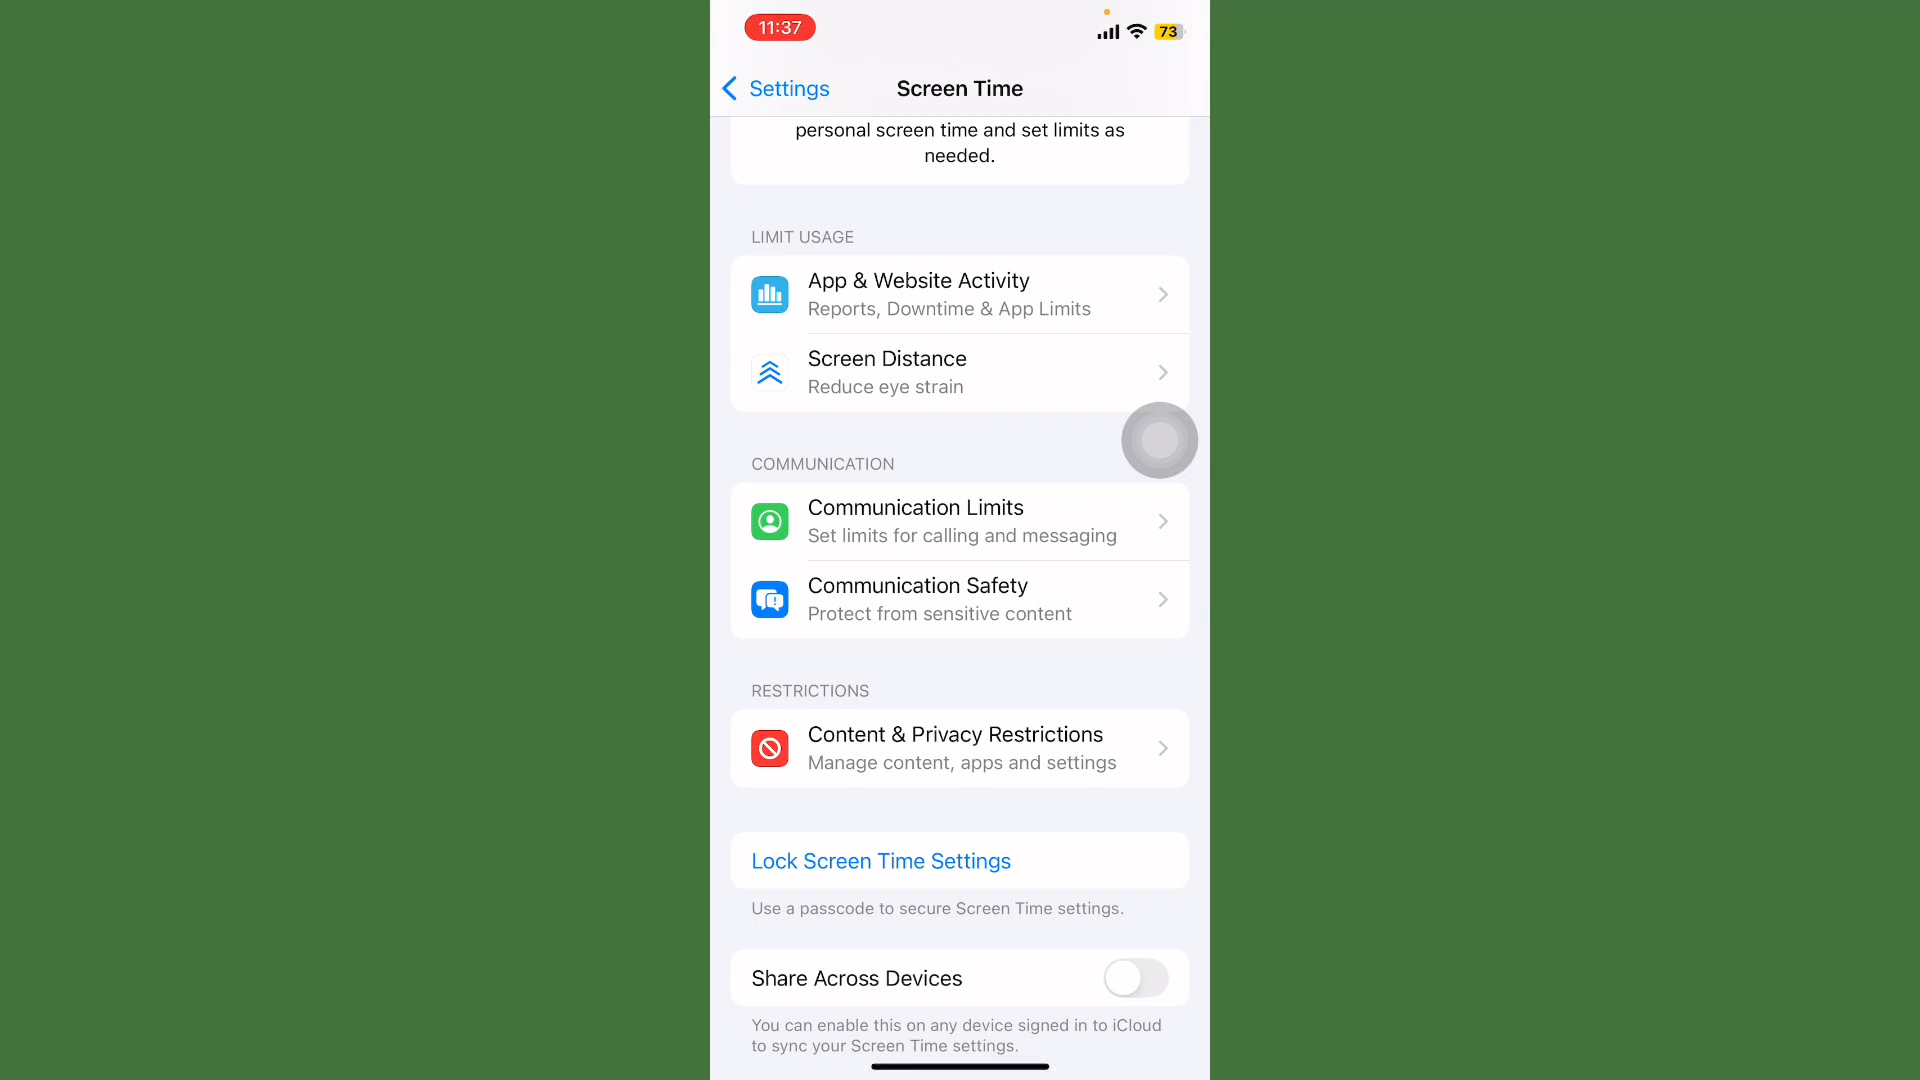 11:37
73
Settings
Screen Time
personal screen time and set limits as
needed.
LIMIT USAGE
App & Website Activity
Reports, Downtime & App Limits
Screen Distance
Reduce eye strain
COMMUNICATION
Communication Limits
Set limits for calling and messaging
Communication Safety
Protect from sensitive content
RESTRICTIONS
Content & Privacy Restrictions
Manage content, apps and settings
Lock Screen Time Settings
Use a passcode to secure Screen Time settings.
Share Across Devices
You can enable this on any device signed in to iCloud
to sync your Screen Time settings.